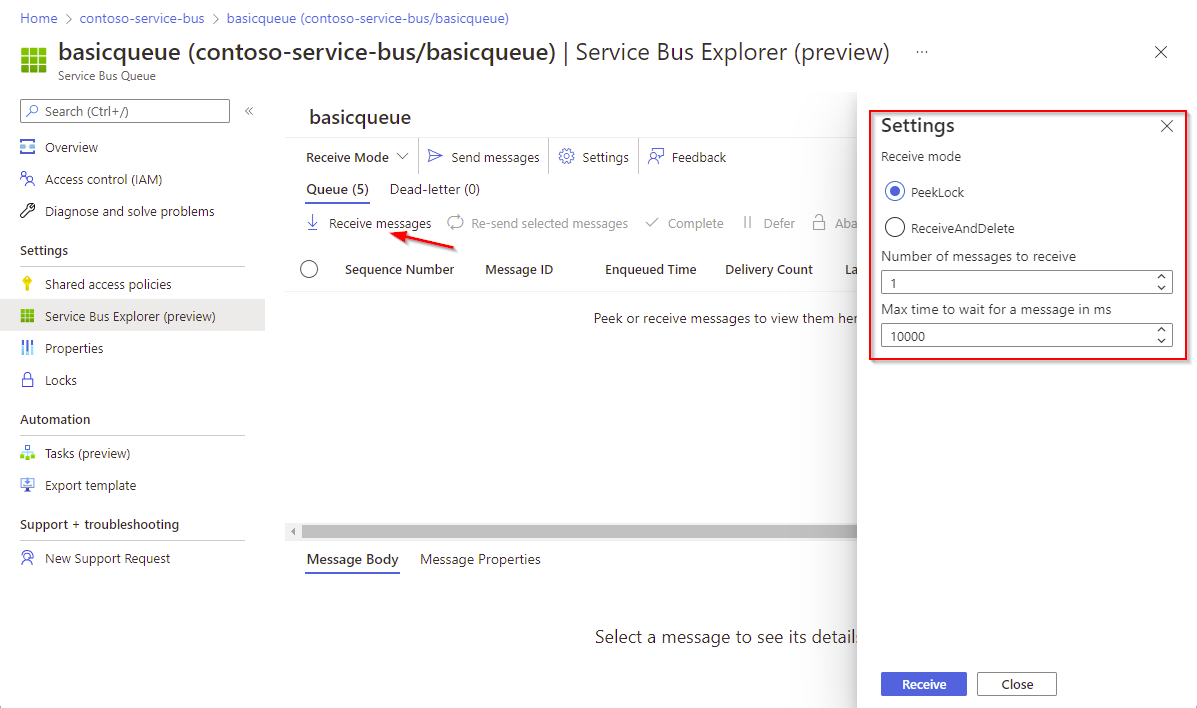 Home > contoso-service-bus > basicqueue (contoso-service-bus/basicqueue)
basicqueue (contoso-service-bus/basicqueue) | Service Bus Explorer (preview) ...
Service Bus Queue
Search (Ctrl+/)
Overview
Access control (IAM)
Diagnose and solve problems
Settings
Shared access policies
Service Bus Explorer (preview)
Properties
Locks
Automation
Tasks (preview)
Export template
Support + troubleshooting
New Support Request
basicqueue
Receive Mode Send messages Settings Feedback
Queue (5) Dead-letter (0)
Receive messages Re-send selected messages Complete Defer Aba
Sequence Number Message ID Enqueued Time Delivery Count La
Peek or receive messages to view them her
Message Body Message Properties
Select a message to see its details
Settings
Receive mode
PeekLock
ReceiveAndDelete
Number of messages to receive
1
Max time to wait for a message in ms
10000
Receive Close